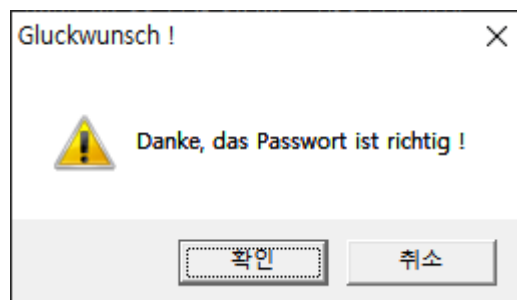 Gluckwunsch !
Danke, das Passwort ist richtig !
확인
취소